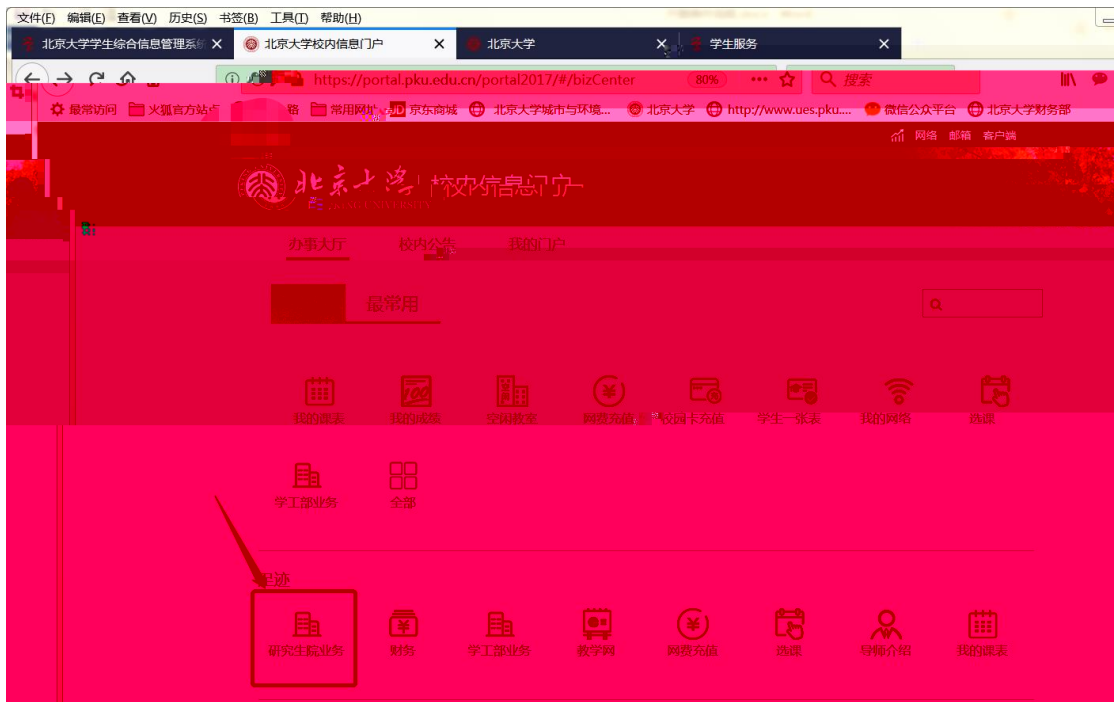 文件(F) 编辑(E) 查看(V) 历史(S) 书签(B) 工具(T) 帮助(H)
北京大学学生综合信息管理系统 北京大学校内信息门户 北京大学 学生服务
https://portal.pku.edu.cn/portal2017/#/bizCenter 80% 搜索
最常访问 火狐官方站点 常用网址 京东商城 北京大学城市与环境... 北京大学 http://www.ues.pku.... 微信公众平台 北京大学财务部
网络 邮箱 客户端
北京大学 校内信息门户
办事大厅 校内公告 我的门户
最常用
我的课表 我的成绩 空闲教室 网费充值 校园卡充值 学生一张表 我的网络 选课
学工部业务 全部
足迹
研究生院业务 财务 学工部业务 教学网 网费充值 选课 导师介绍 我的课表